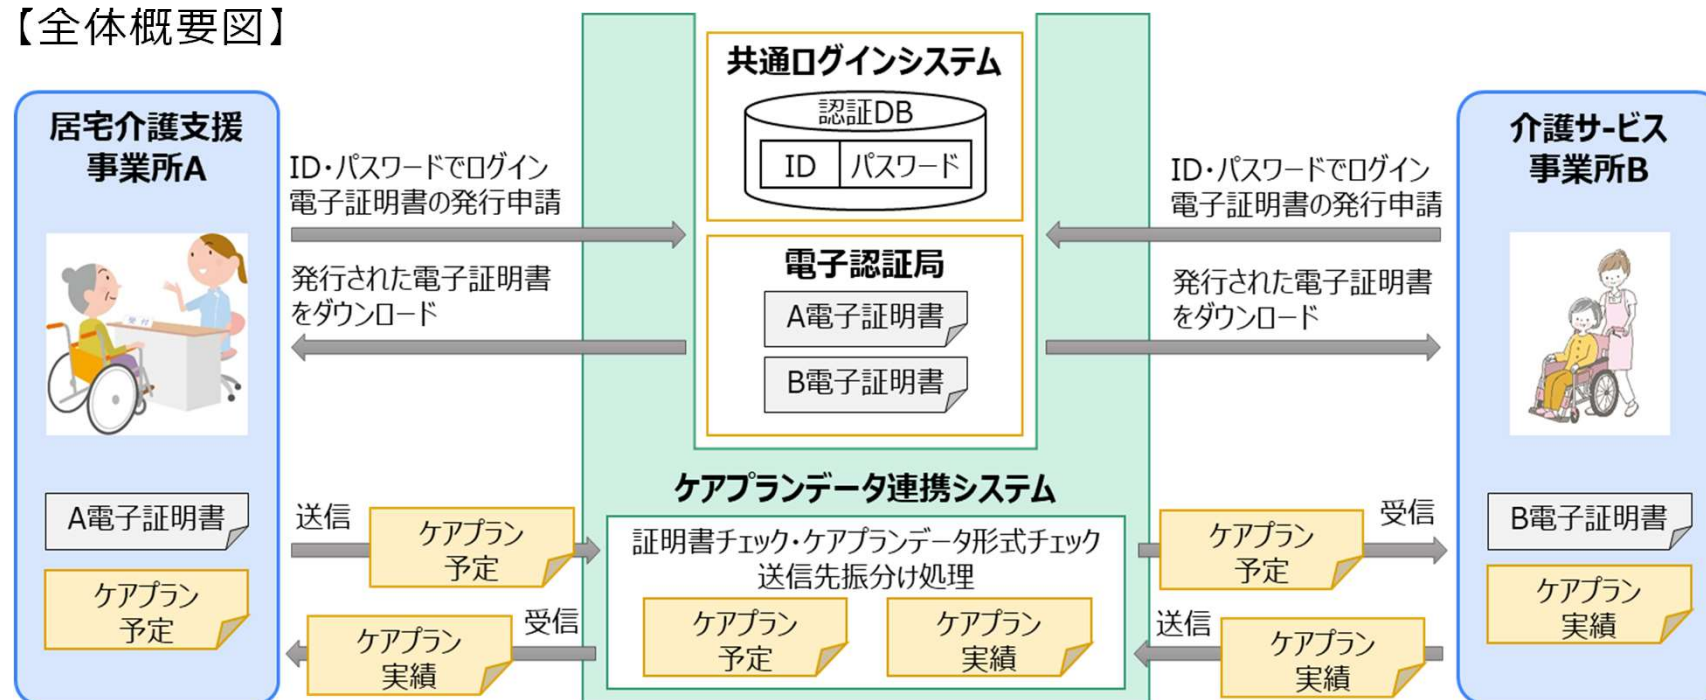 【全体概要図】
居宅介護支援
事業所A
ID・パスワードでログイン
電子証明書の発行申請
発行された電子証明書
をダウンロード
受付
A電子証明書
ケアプラン
予定
送信
ケアプラン
予定
受信
ケアプラン
実績
共通ログインシステム
認証DB
ID
パスワード
電子認証局
A電子証明書
B電子証明書
ケアプランデータ連携システム
証明書チェック・ケアプランデータ形式チェック
送信先振分け処理
ケアプラン
予定
ケアプラン
実績
ID・パスワードでログイン
電子証明書の発行申請
発行された電子証明書
をダウンロード
ケアプラン
予定
受信
送信
ケアプラン
実績
介護サービス
事業所B
B電子証明書
ケアプラン
実績